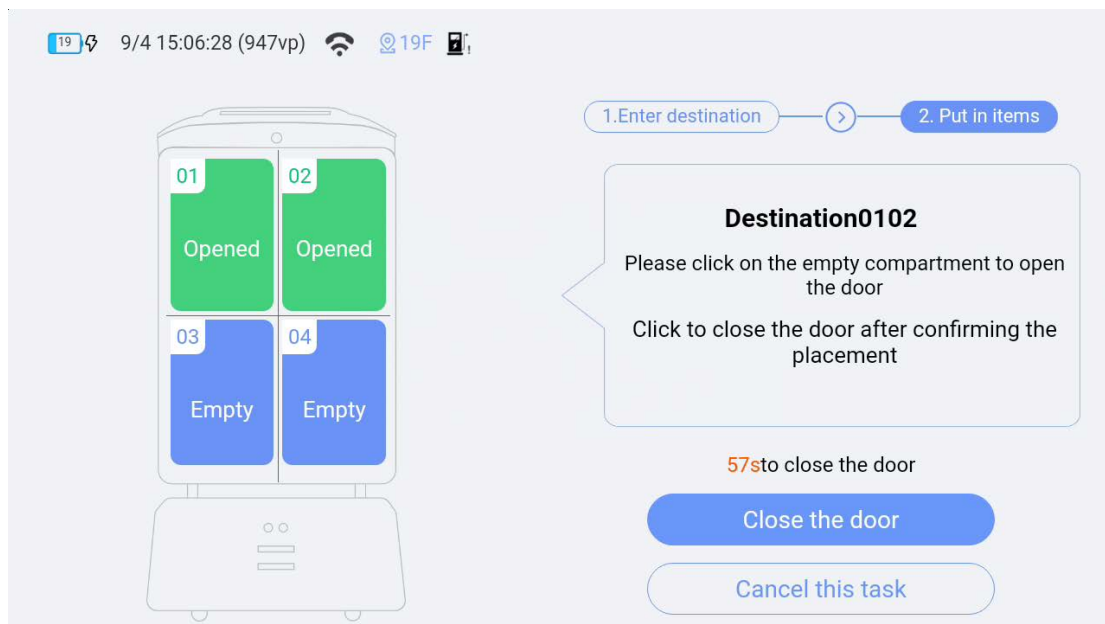 19 9/4 15:06:28 (947vp) 19F
1.Enter destination 2. Put in items
01 02
Opened Opened
03 04
Empty Empty
Destination0102
Please click on the empty compartment to open
the door
Click to close the door after confirming the
placement
57sto close the door
Close the door
Cancel this task